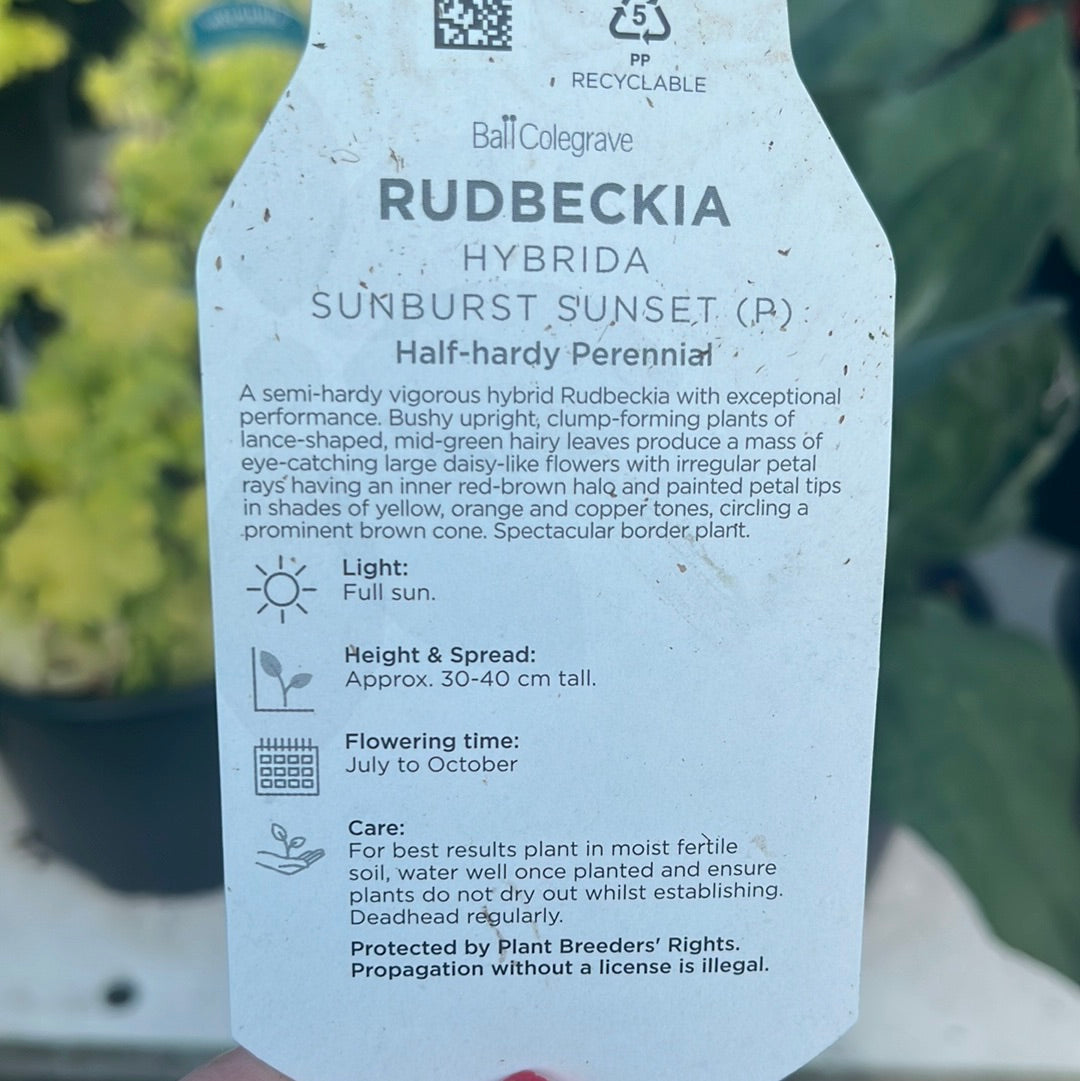 5
PP
RECYCLABLE
Ball Colegrave
RUDBECKIA
HYBRIDA
SUNBURST SUNSET (P)
Half-hardy Perennial
A semi-hardy vigorous hybrid Rudbeckia with exceptional
performance. Bushy upright, clump-forming plants of
lance-shaped, mid-green hairy leaves produce a mass of
eye-catching large daisy-like flowers with irregular petal
rays having an inner red-brown halo and painted petal tips
in shades of yellow, orange and copper tones, circling a
prominent brown cone. Spectacular border plant.
Light:
Full sun.
Height & Spread:
Approx. 30-40 cm tall.
Flowering time:
July to October
Care:
For best results plant in moist fertile
soil, water well once planted and ensure
plants do not dry out whilst establishing.
Deadhead regularly.
Protected by Plant Breeders' Rights.
Propagation without a license is illegal.